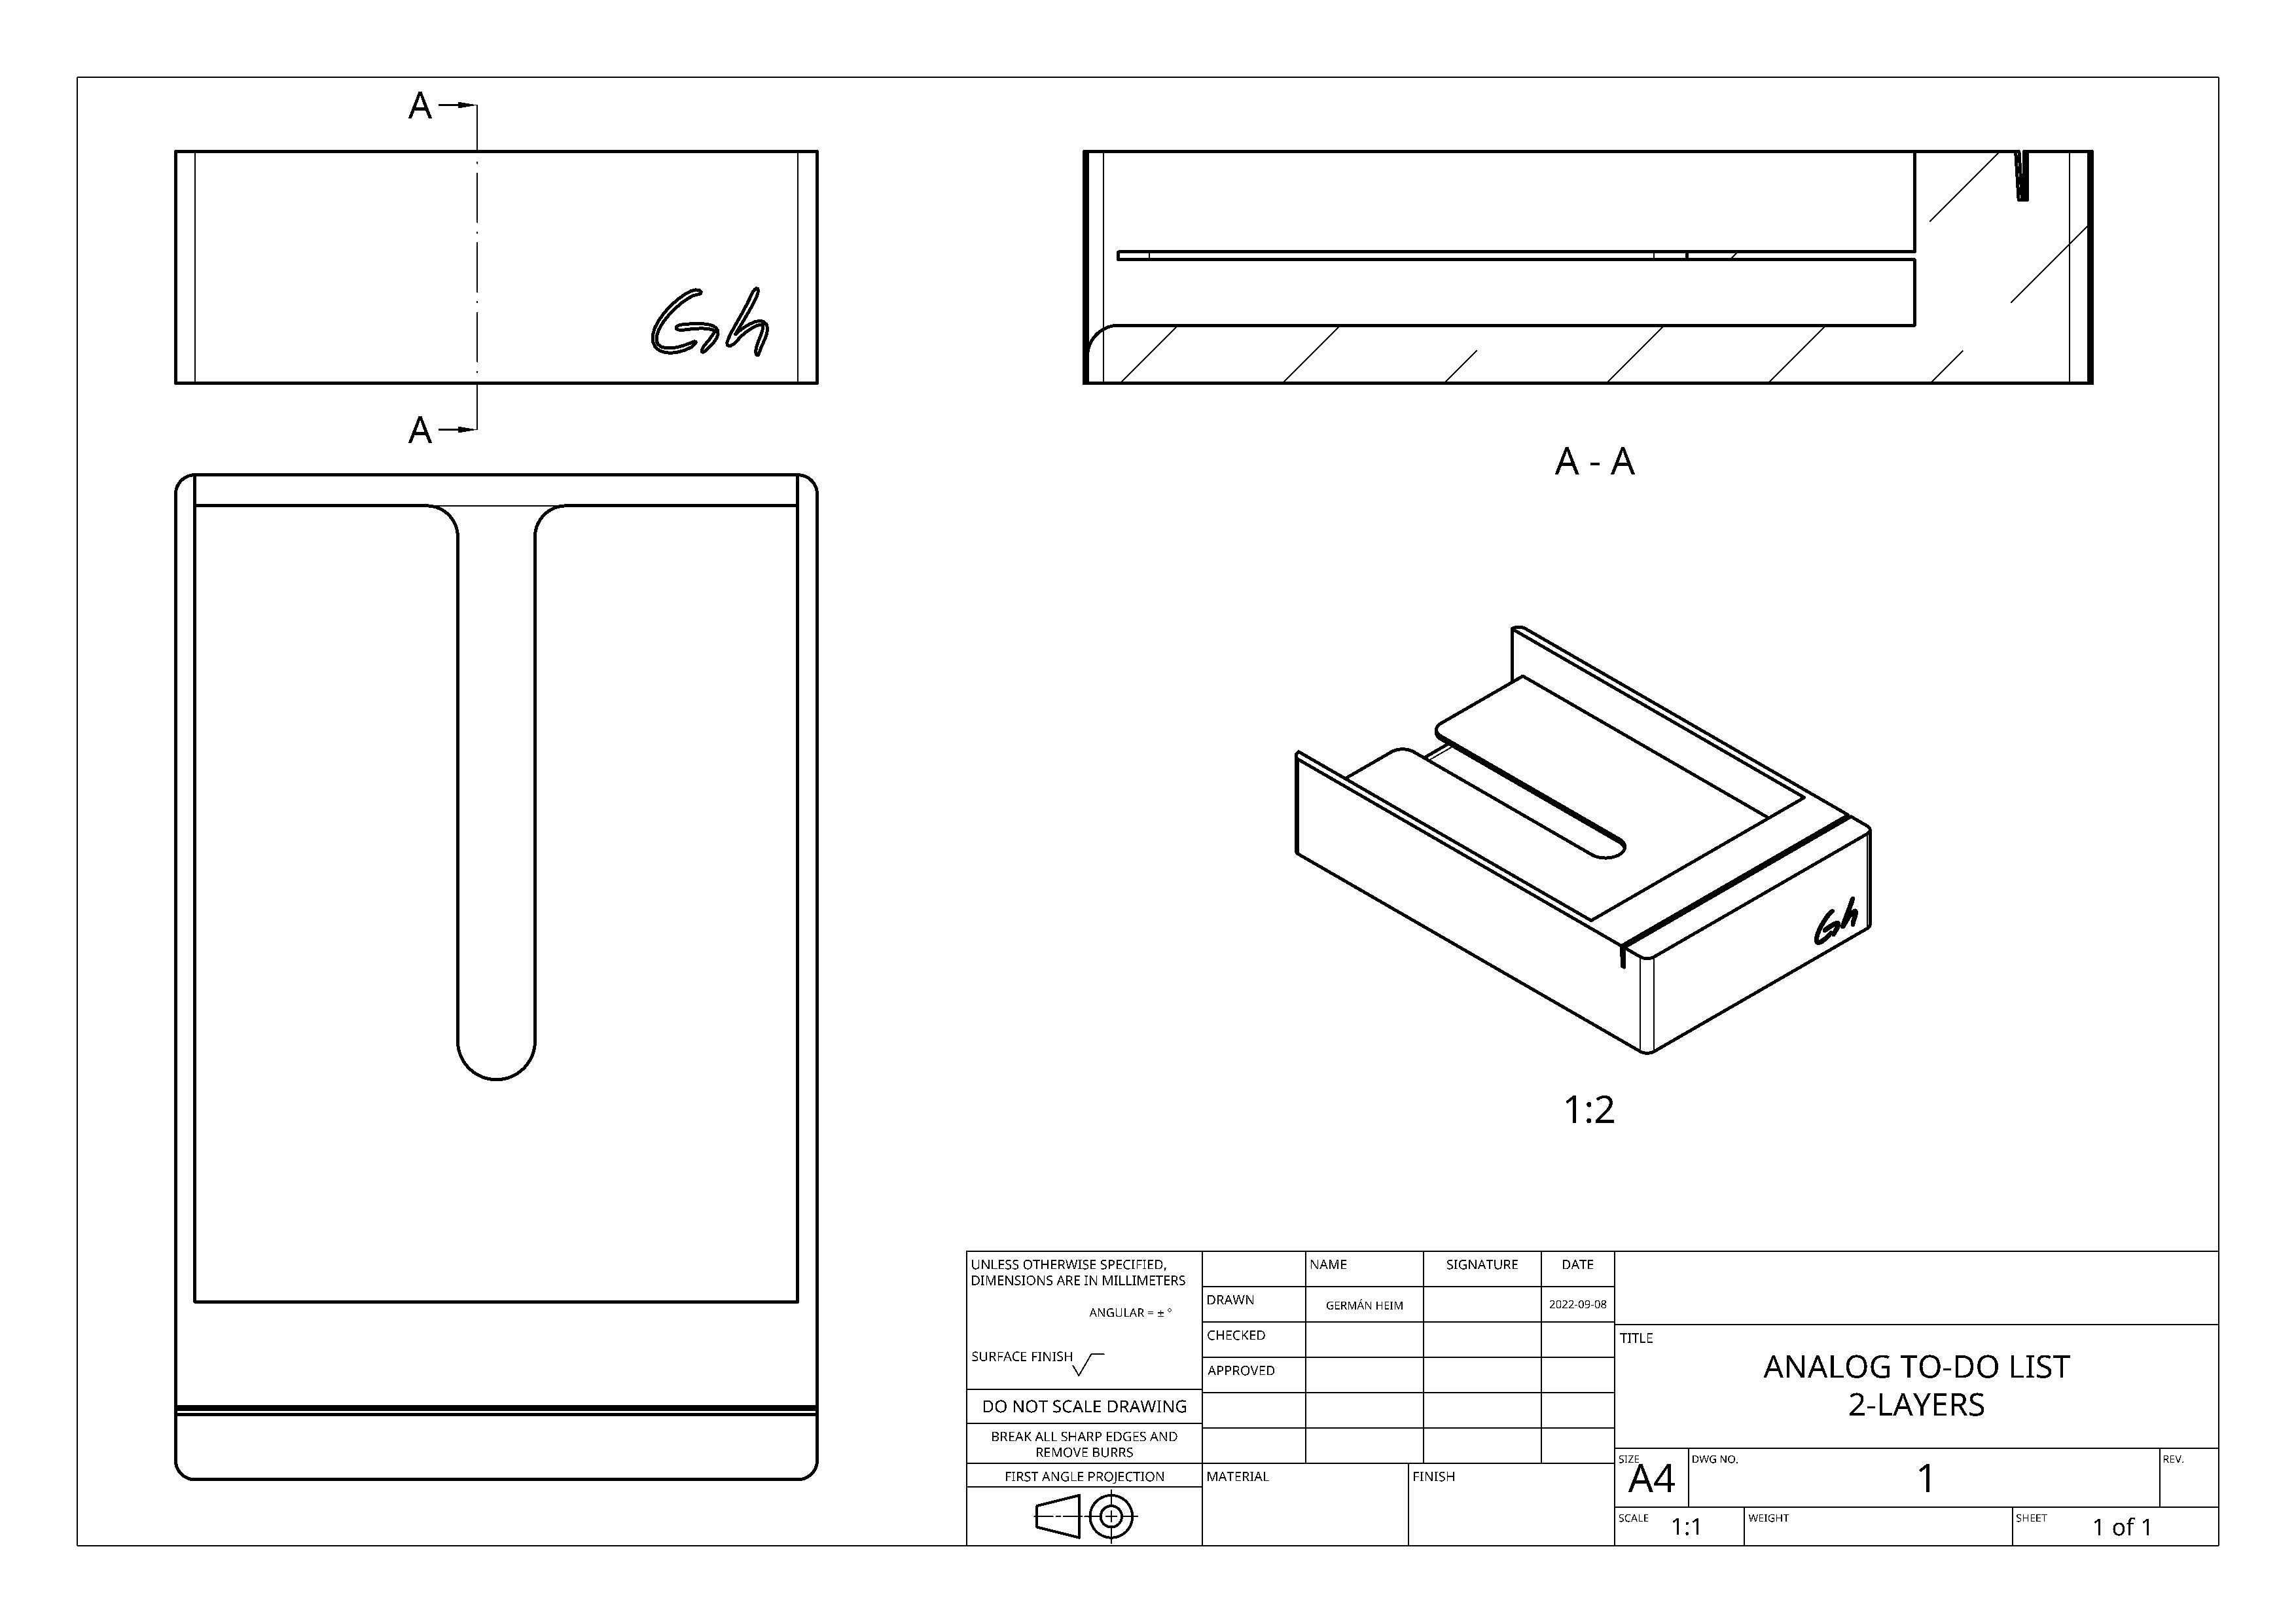 A
A
Gh
A - A
Gh
1:2
UNLESS OTHERWISE SPECIFIED,
DIMENSIONS ARE IN MILLIMETERS
ANGULAR = ± °
SURFACE FINISH
DO NOT SCALE DRAWING
BREAK ALL SHARP EDGES AND
REMOVE BURRS
FIRST ANGLE PROJECTION
NAME SIGNATURE DATE
DRAWN GERMÁN HEIM 2022-09-08
CHECKED
APPROVED
MATERIAL FINISH
TITLE
ANALOG TO-DO LIST
2-LAYERS
SIZE DWG NO. REV.
A4 1
SCALE 1:1 WEIGHT SHEET 1 of 1